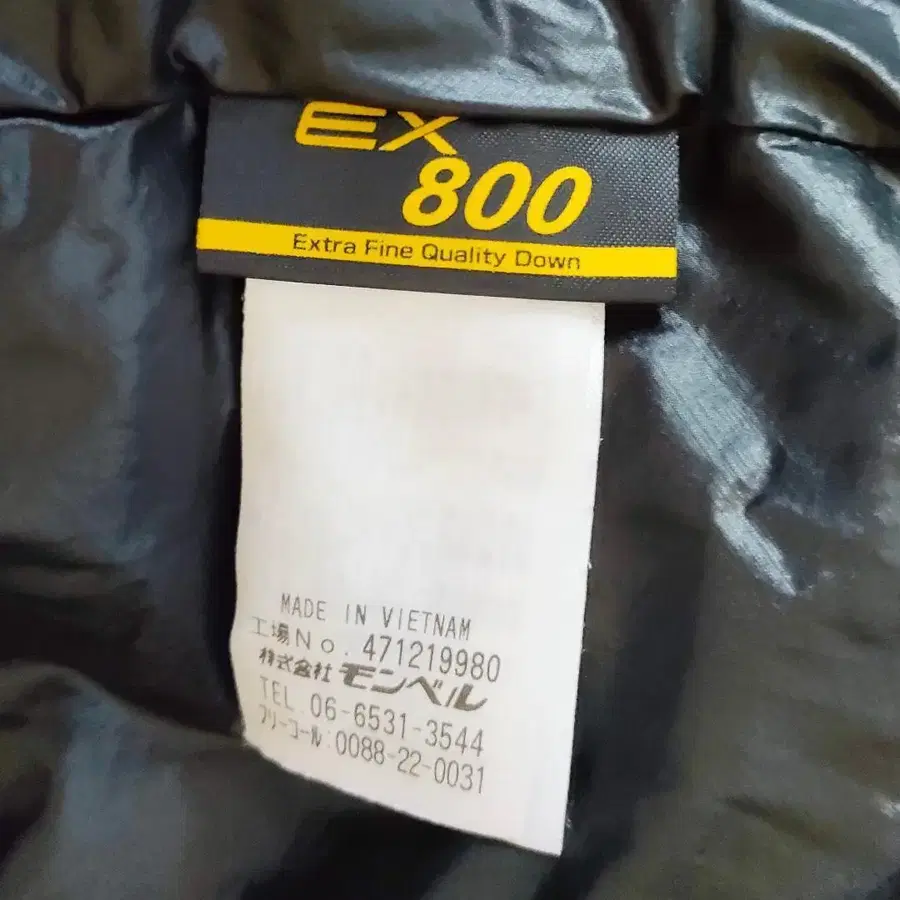 EX
800
Extra Fine Quality Down
MADE IN VIETNAM
工場No. 471219980
株式会社 モンベル
TEL. 06-6531-3544
フリーコール:0088-22-0031